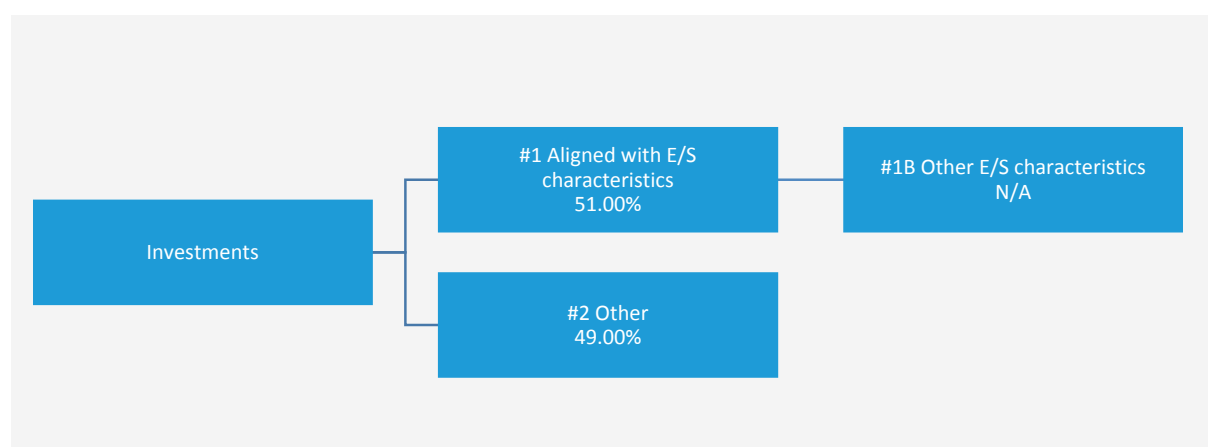 Investments
#1 Aligned with E/S
characteristics
51.00%
#1B Other E/S characteristics
N/A
#2 Other
49.00%